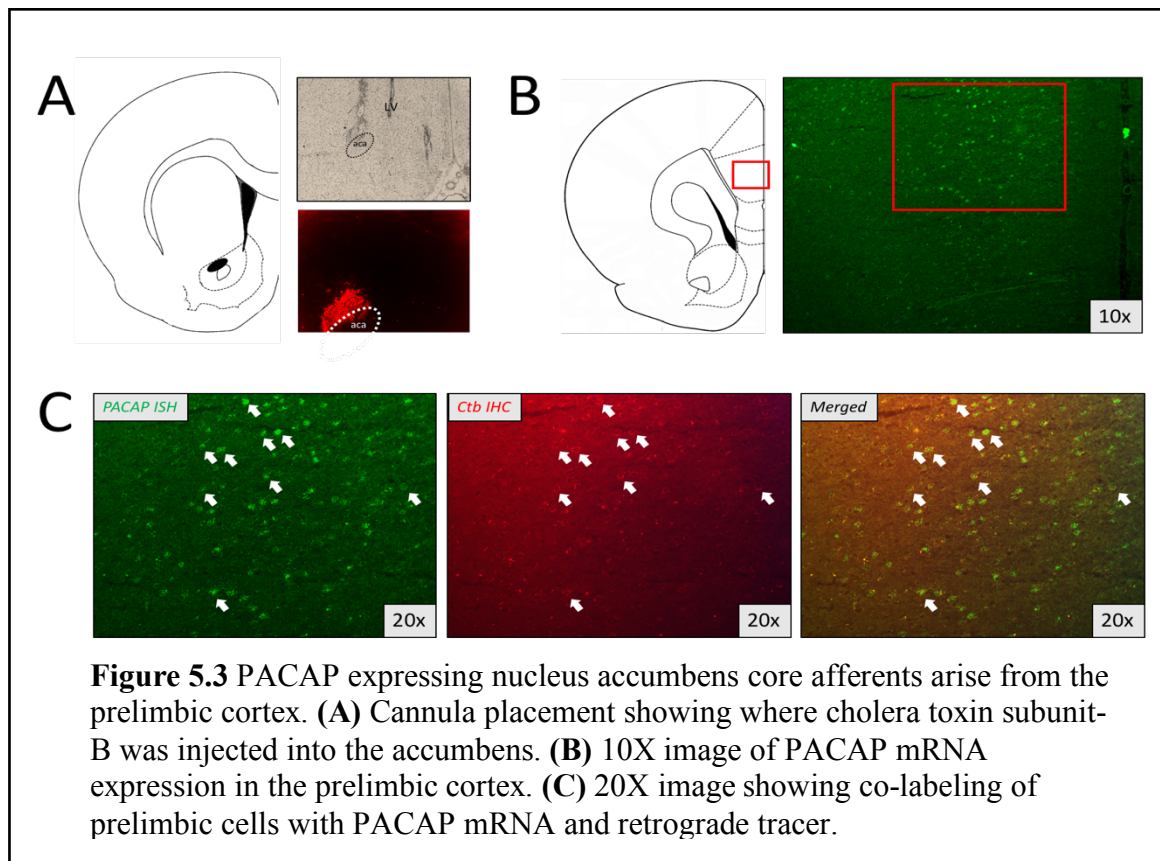 A
LV
aca
aca
B
10x
C
PACAP ISH
20x
Ctb IHC
20x
Merged
20x
Figure 5.3 PACAP expressing nucleus accumbens core afferents arise from the
prelimbic cortex. (A) Cannula placement showing where cholera toxin subunit-
B was injected into the accumbens. (B) 10X image of PACAP mRNA
expression in the prelimbic cortex. (C) 20X image showing co-labeling of
prelimbic cells with PACAP mRNA and retrograde tracer.